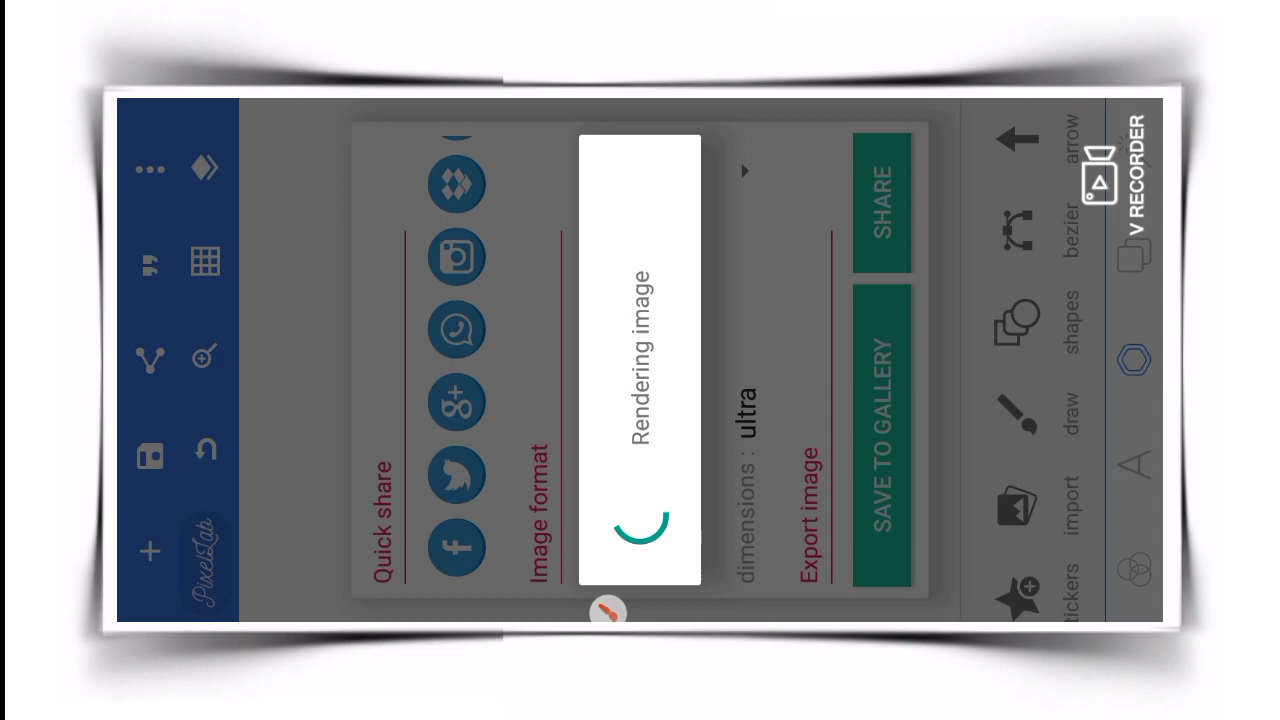 PixelLab
Quick share
Image format
Rendering image
dimensions : ultra
Export image
SAVE TO GALLERY
SHARE
tickers
import
draw
shapes
bezier
arrow
V RECORDER